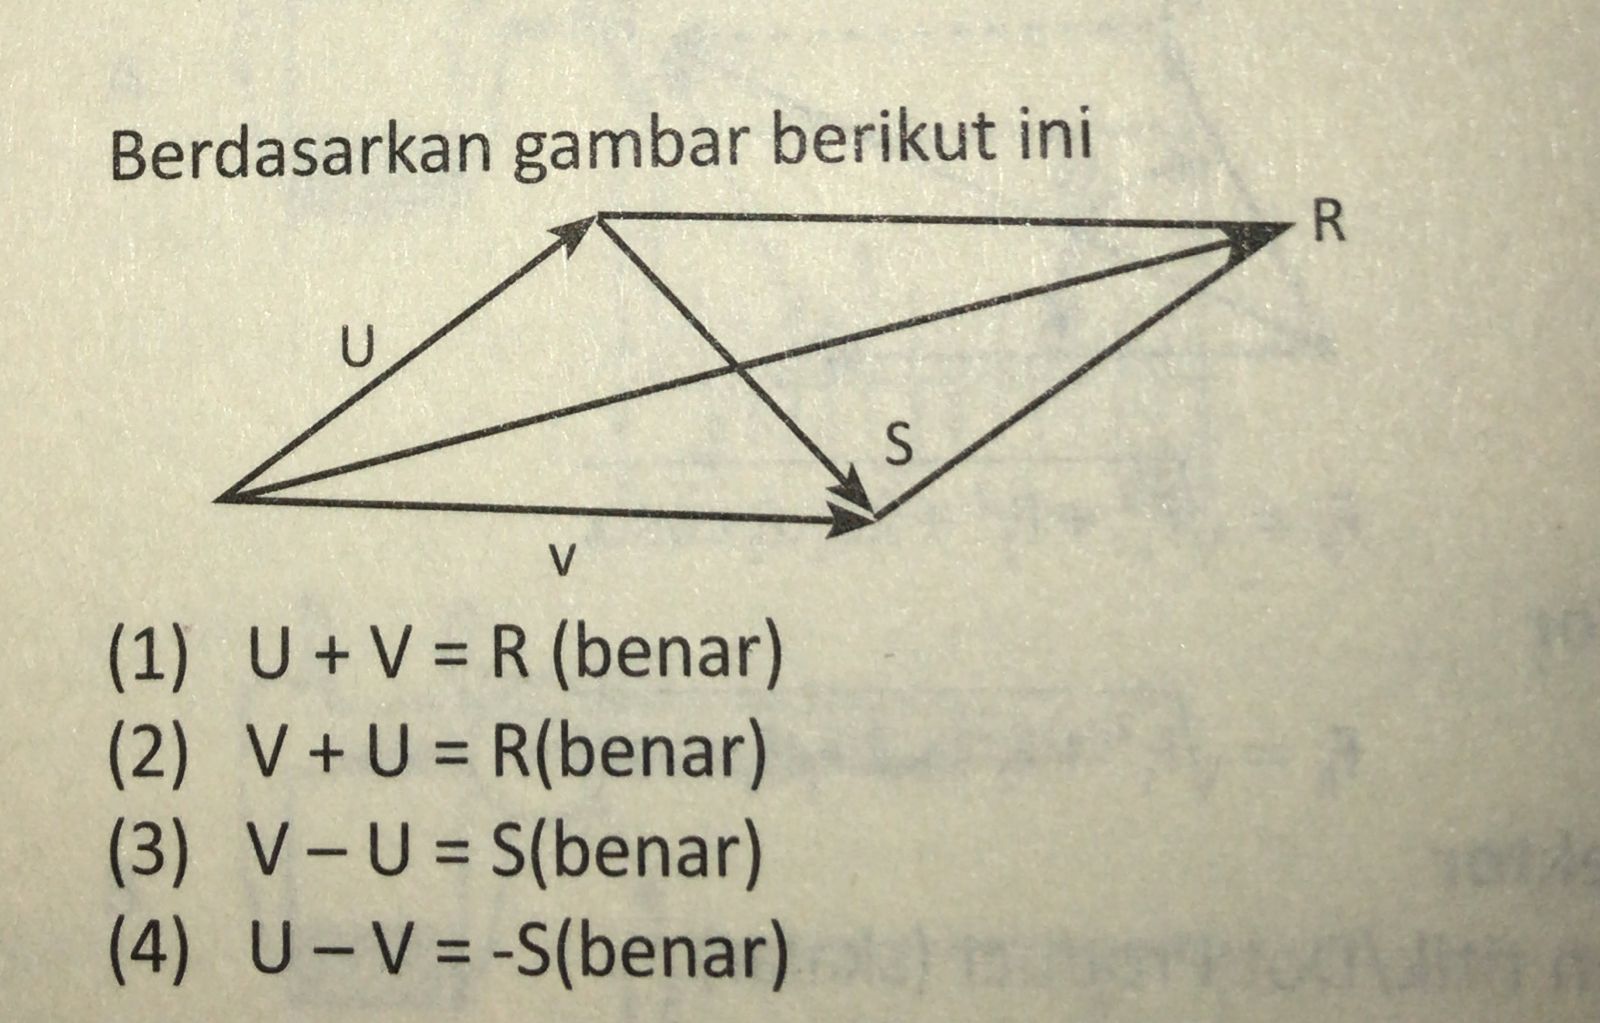 Berdasarkan gambar berikut ini
R
U
S
v
(1) U + V = R (benar)
(2) V + U = R(benar)
(3) V – U = S(benar)
(4) U – V = -S(benar)